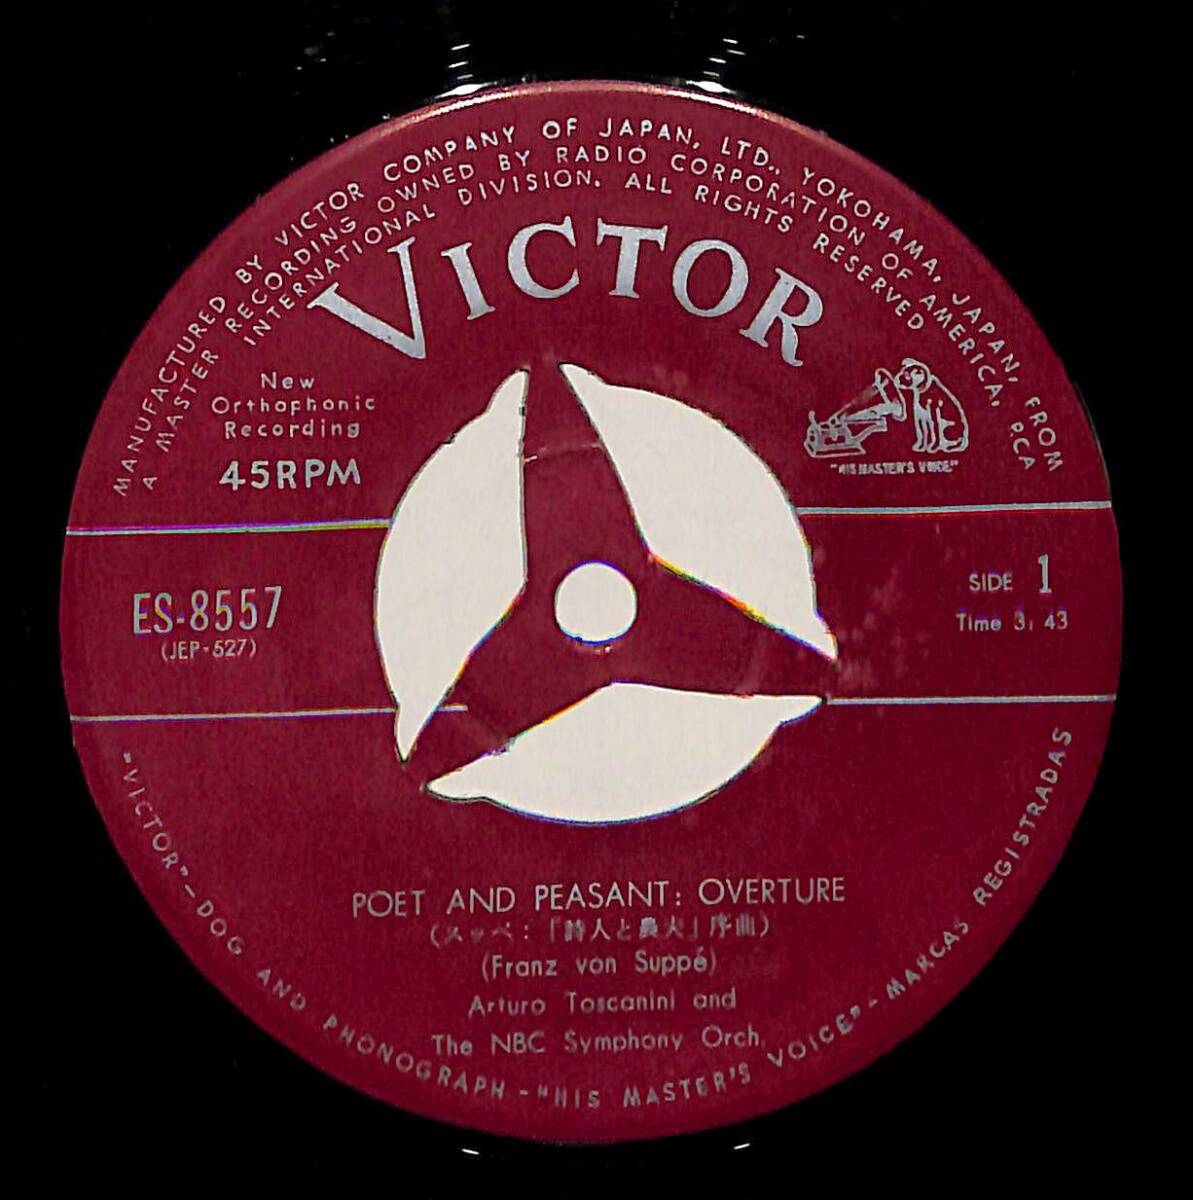 MANUFACTURED BY VICTOR COMPANY OF JAPAN, LTD., YOKOHAMA, JAPAN, FROM
A MASTER RECORDING OWNED BY RADIO CORPORATION OF AMERICA, RCA
INTERNATIONAL DIVISION. ALL RIGHTS RESERVED
VICTOR
New
Orthophonic
Recording
45RPM
"HIS MASTER'S VOICE"
ES-8557
(JEP-527)
SIDE 1
Time 3: 43
POET AND PEASANT: OVERTURE
(スッペ:「詩人と農夫」序曲)
(Franz von Suppé)
Arturo Toscanini and
The NBC Symphony Orch.
"VICTOR"-DOG AND PHONOGRAPH-"HIS MASTER'S VOICE"-MARCAS REGISTRADAS